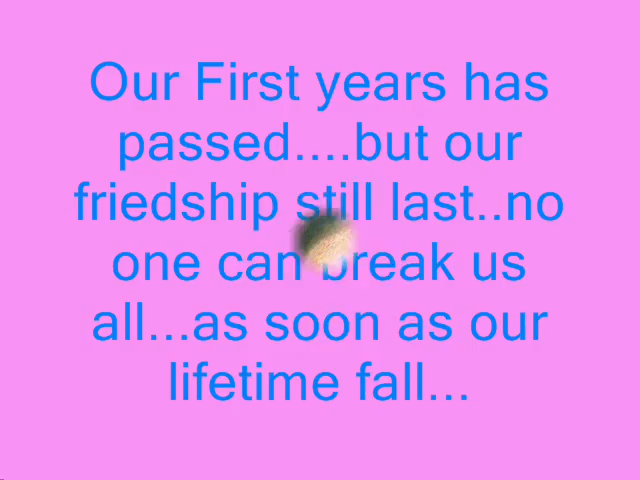 Our First years has
passed....but our
friedship still last..no
one can break us
all...as soon as our
lifetime fall...